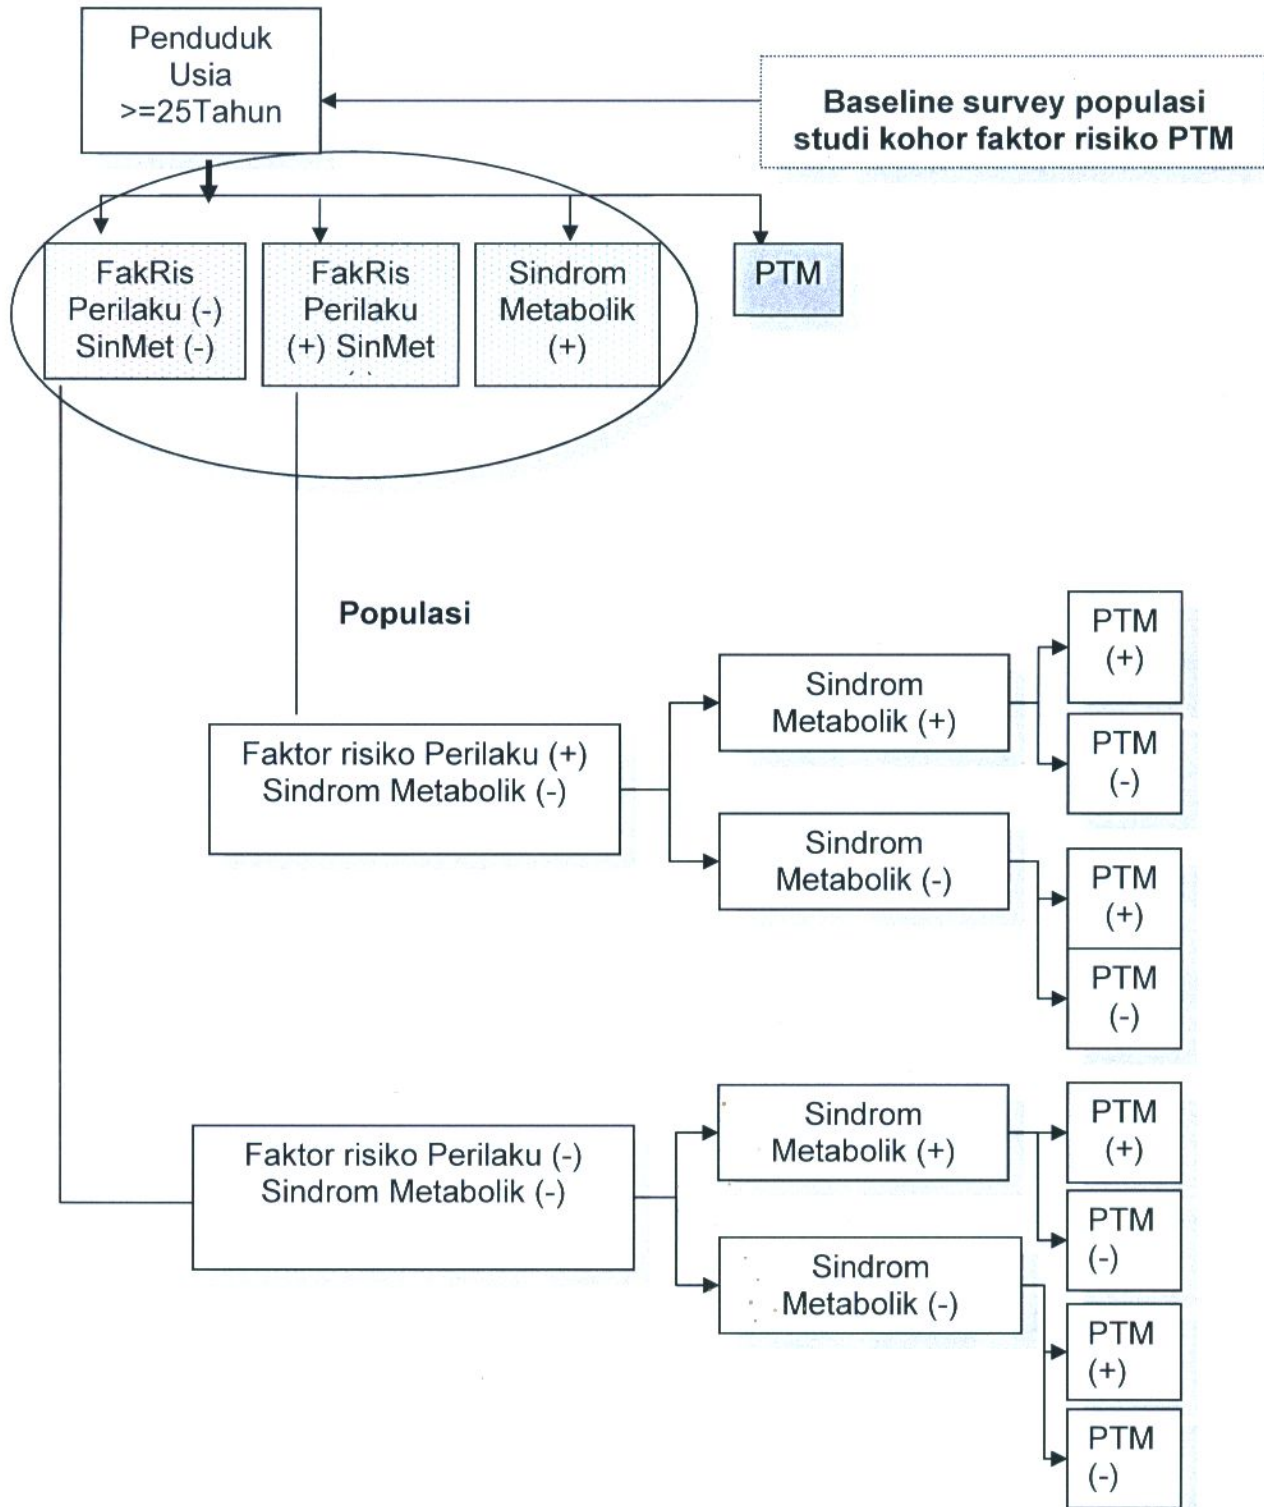 Penduduk
Usia
>=25Tahun
Baseline survey populasi
studi kohor faktor risiko PTM
FakRis
Perilaku (-)
SinMet (-)
FakRis
Perilaku
(+) SinMet
Sindrom
Metabolik
(+)
PTM
Populasi
Faktor risiko Perilaku (+)
Sindrom Metabolik (-)
Sindrom
Metabolik (+)
PTM
(+)
PTM
(-)
Sindrom
Metabolik (-)
PTM
(+)
PTM
(-)
Faktor risiko Perilaku (-)
Sindrom Metabolik (-)
Sindrom
Metabolik (+)
PTM
(+)
PTM
(-)
Sindrom
Metabolik (-)
PTM
(+)
PTM
(-)